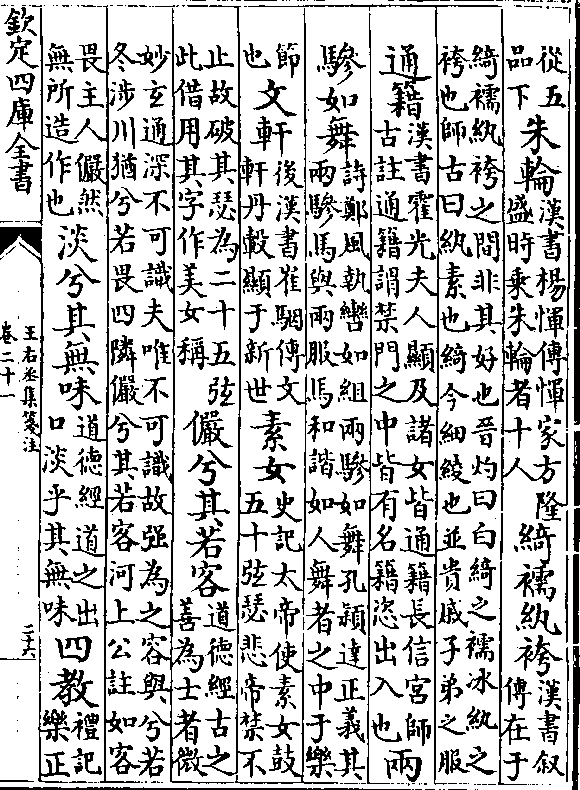 從五品下朱輪漢書楊惲傳惲家方隆盛時乘朱輪者十人綺襦紈袴漢書叙傳在于
綺襦紈袴之間非其好也晉灼曰白綺之襦冰紈之
袴也師古曰紈素也綺今細綾也並貴戚子弟之服
通籍漢書霍光夫人顯及諸女皆通籍長信宮師古註通籍謂禁門之中皆有名籍恣出入也兩
驂如舞詩鄭風執轡如組兩驂如舞孔穎達正義其兩驂馬與兩服馬和諧如人舞者之中于樂
節也文軒後漢書崔駰傳文軒丹轂顯于新世素女史記太帝使素女鼓五十弦瑟悲帝禁不
止故破其瑟為二十五弦此借用其字作美女稱儼兮其若客道德經古之善為士者微
妙玄通深不可識夫唯不可識故强為之容與兮若
冬涉川猶兮若畏四隣儼兮其若客河上公註如客
畏主人儼然無所造作也淡兮其無味道德經道之出口淡乎其無味四教禮記樂正
欽定四庫全書
王右丞集箋注
卷二十一
二十六